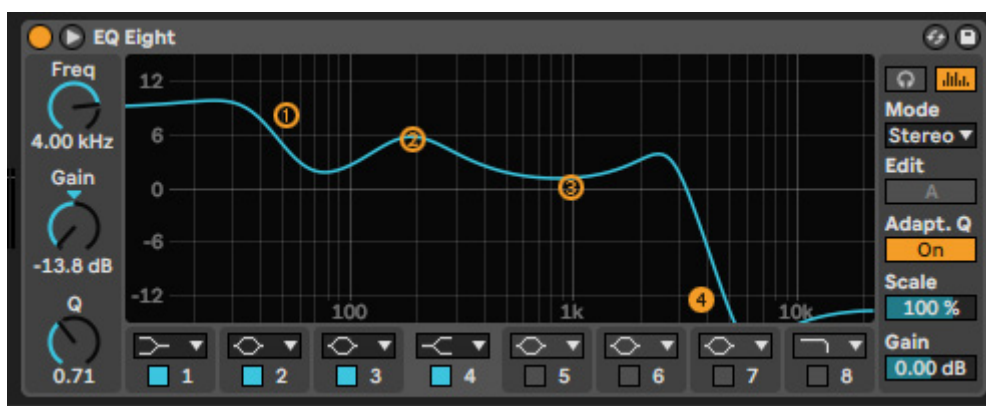 EQ Eight
Freq
4.00 kHz
Gain
-13.8 dB
Q
0.71
12
6
0
-6
-12
100
1k
10k
1
2
3
4
1
2
3
4
5
6
7
8
Mode
Stereo
Edit
A
Adapt. Q
On
Scale
100 %
Gain
0.00 dB